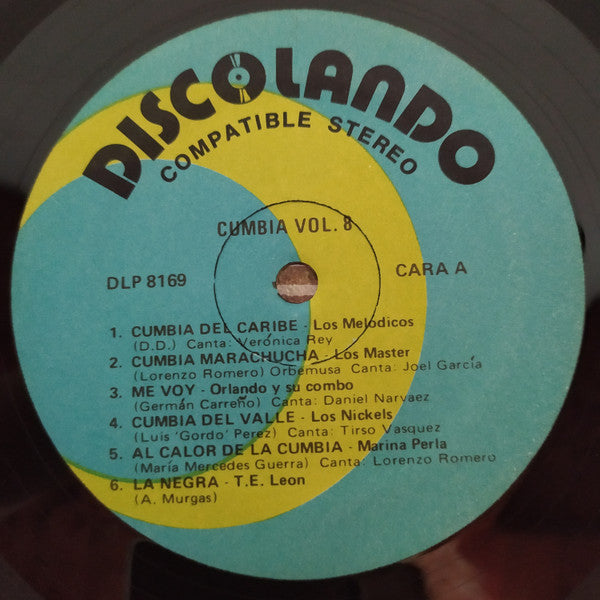 DISCOLANDO
COMPATIBLE STEREO
CUMBIA VOL. 8
DLP 8169
CARA A
1. CUMBIA DEL CARIBE - Los Melodicos
(D.D.) Canta: Verónica Rey
2. CUMBIA MARACHUCHA - Los Master
(Lorenzo Romero) Orbemusa Canta: Joel García
3. ME VOY - Orlando y su combo
(Germán Carreño) Canta: Daniel Narvaez
4. CUMBIA DEL VALLE - Los Nickels
(Luis 'Gordo' Perez) Canta: Tirso Vasquez
5. AL CALOR DE LA CUMBIA - Marina Perla
(María Mercedes Guerra) Canta: Lorenzo Romero
6. LA NEGRA - T.E. Leon
(A. Murgas)